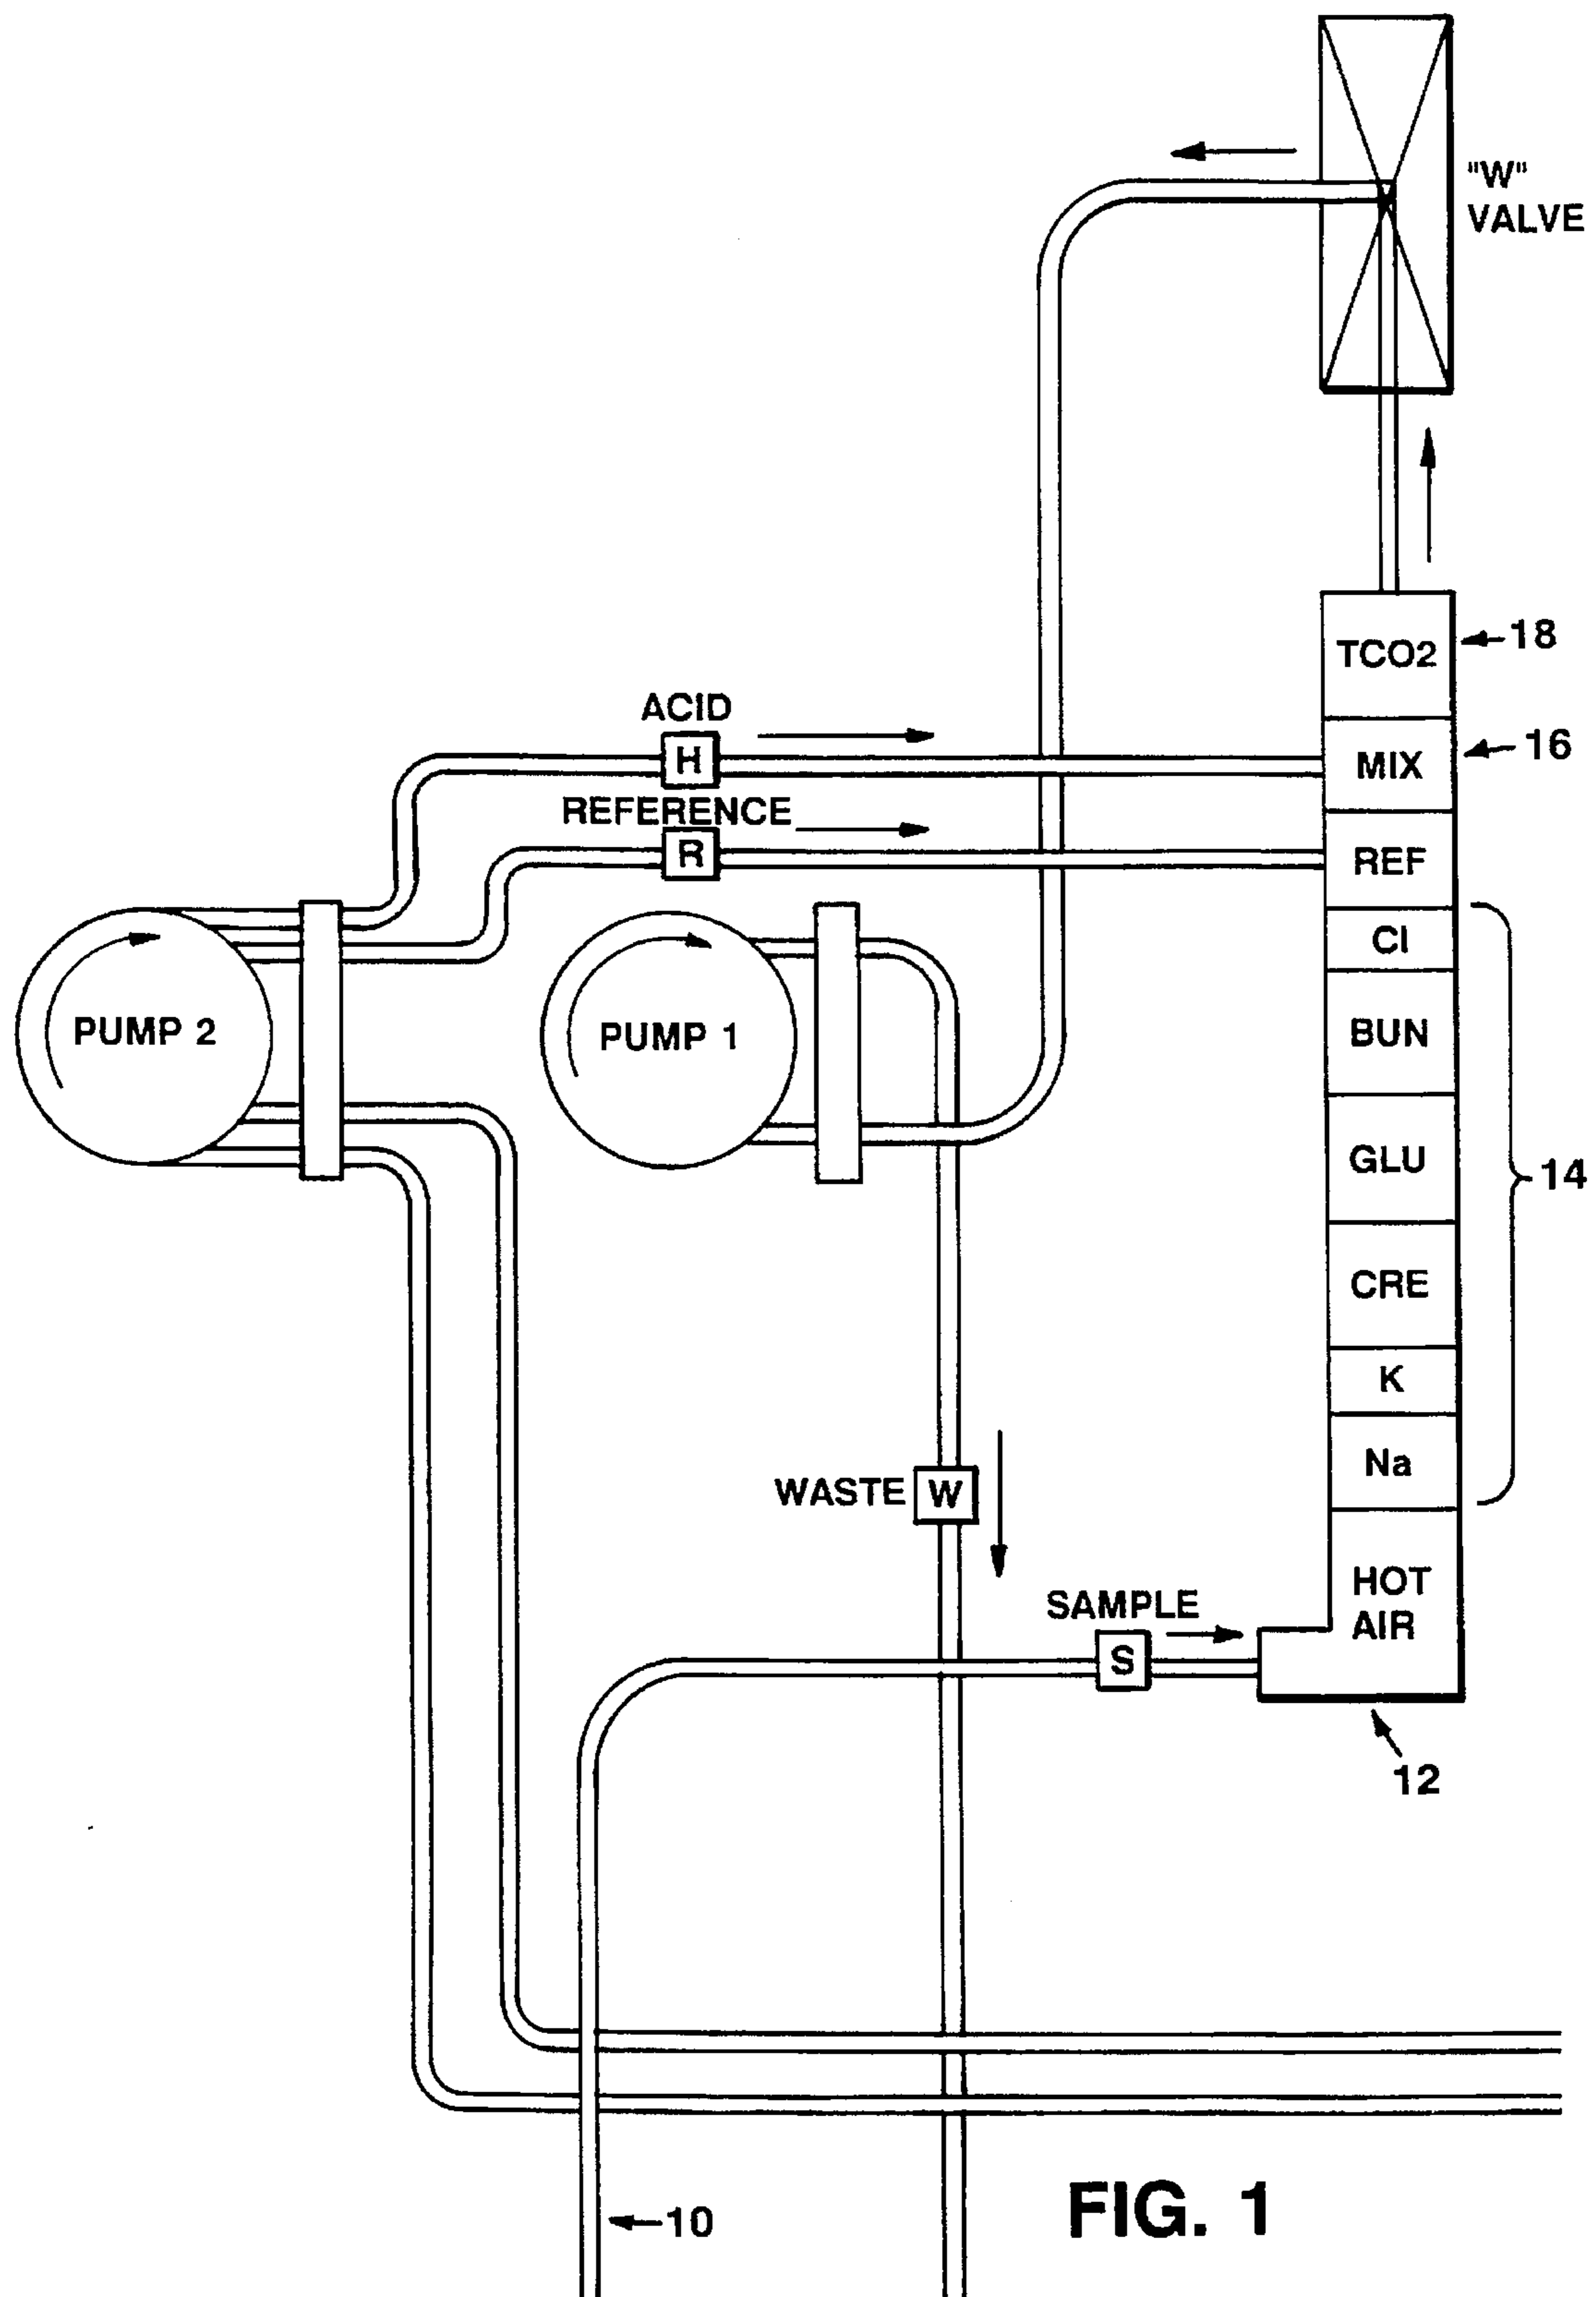 "W"
VALVE
TCO2
18
ACID
H
MIX
16
REFERENCE
R
REF
Cl
PUMP 2
PUMP 1
BUN
GLU
14
CRE
K
Na
WASTE
W
HOT
AIR
SAMPLE
S
12
10
FIG. 1